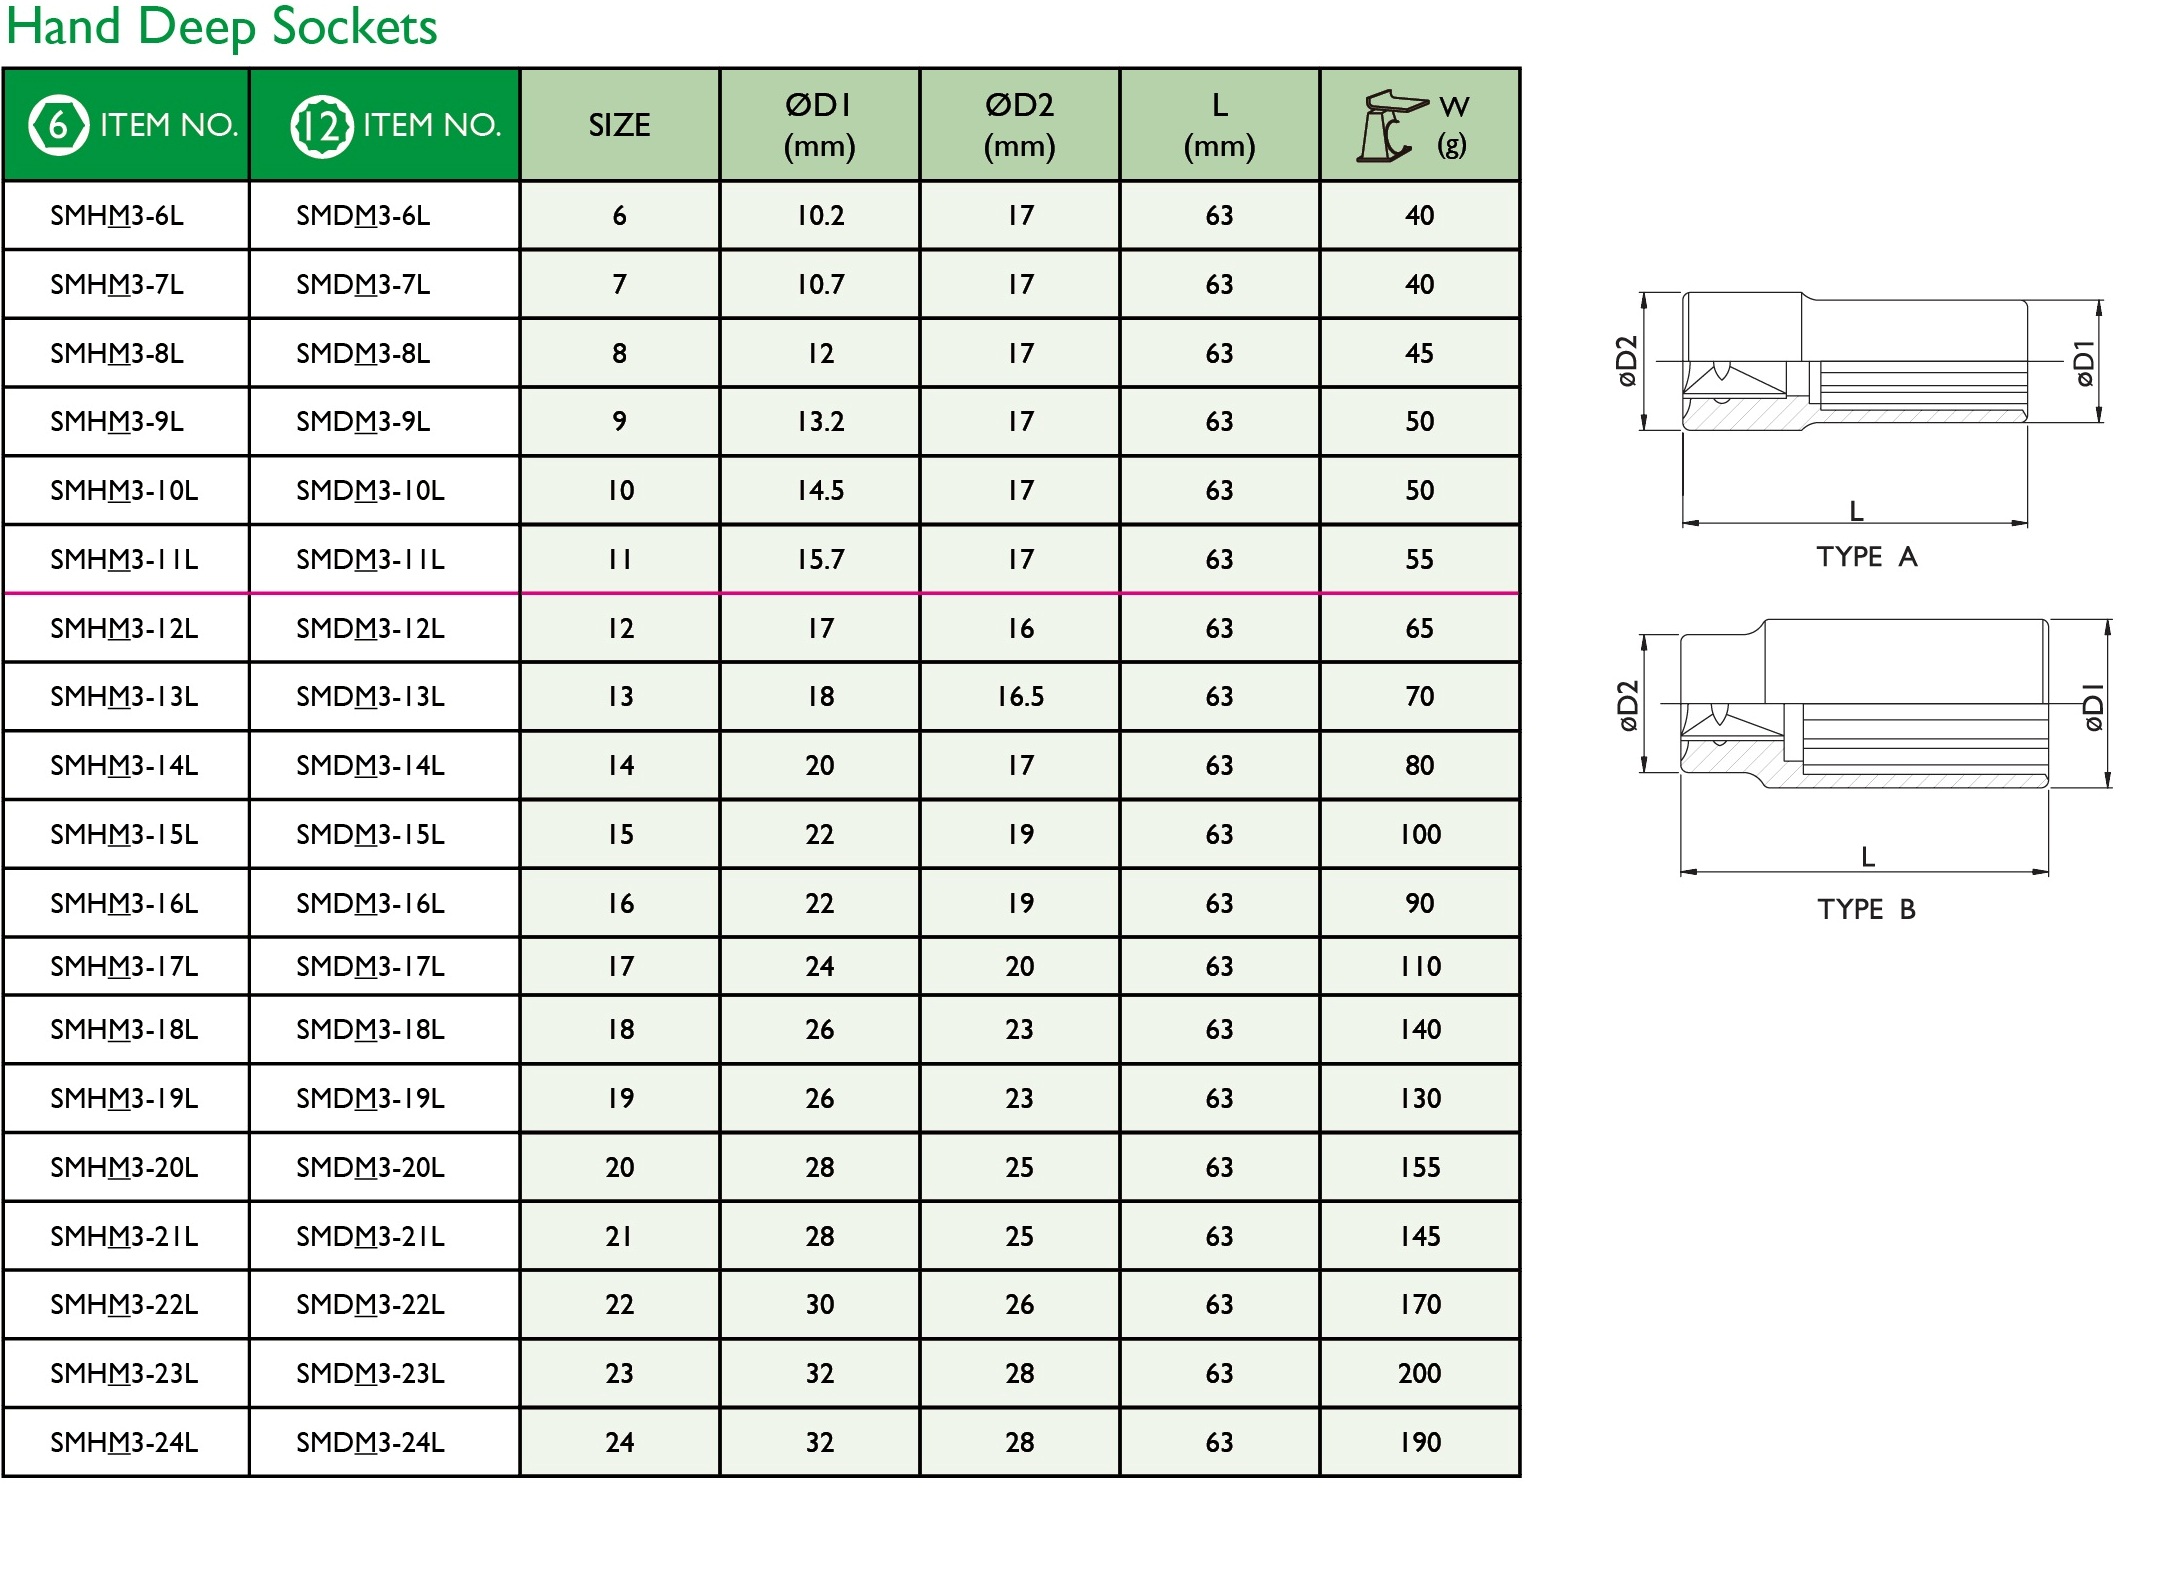 Hand Deep Sockets
6 ITEM NO. 12 ITEM NO. SIZE ØD1 (mm) ØD2 (mm) L (mm) W (g)
SMHM3-6L SMDM3-6L 6 10.2 17 63 40
SMHM3-7L SMDM3-7L 7 10.7 17 63 40
SMHM3-8L SMDM3-8L 8 12 17 63 45
SMHM3-9L SMDM3-9L 9 13.2 17 63 50
SMHM3-10L SMDM3-10L 10 14.5 17 63 50
SMHM3-11L SMDM3-11L 11 15.7 17 63 55
SMHM3-12L SMDM3-12L 12 17 16 63 65
SMHM3-13L SMDM3-13L 13 18 16.5 63 70
SMHM3-14L SMDM3-14L 14 20 17 63 80
SMHM3-15L SMDM3-15L 15 22 19 63 100
SMHM3-16L SMDM3-16L 16 22 19 63 90
SMHM3-17L SMDM3-17L 17 24 20 63 110
SMHM3-18L SMDM3-18L 18 26 23 63 140
SMHM3-19L SMDM3-19L 19 26 23 63 130
SMHM3-20L SMDM3-20L 20 28 25 63 155
SMHM3-21L SMDM3-21L 21 28 25 63 145
SMHM3-22L SMDM3-22L 22 30 26 63 170
SMHM3-23L SMDM3-23L 23 32 28 63 200
SMHM3-24L SMDM3-24L 24 32 28 63 190
øD2
øD1
L
TYPE A
øD2
øD1
L
TYPE B